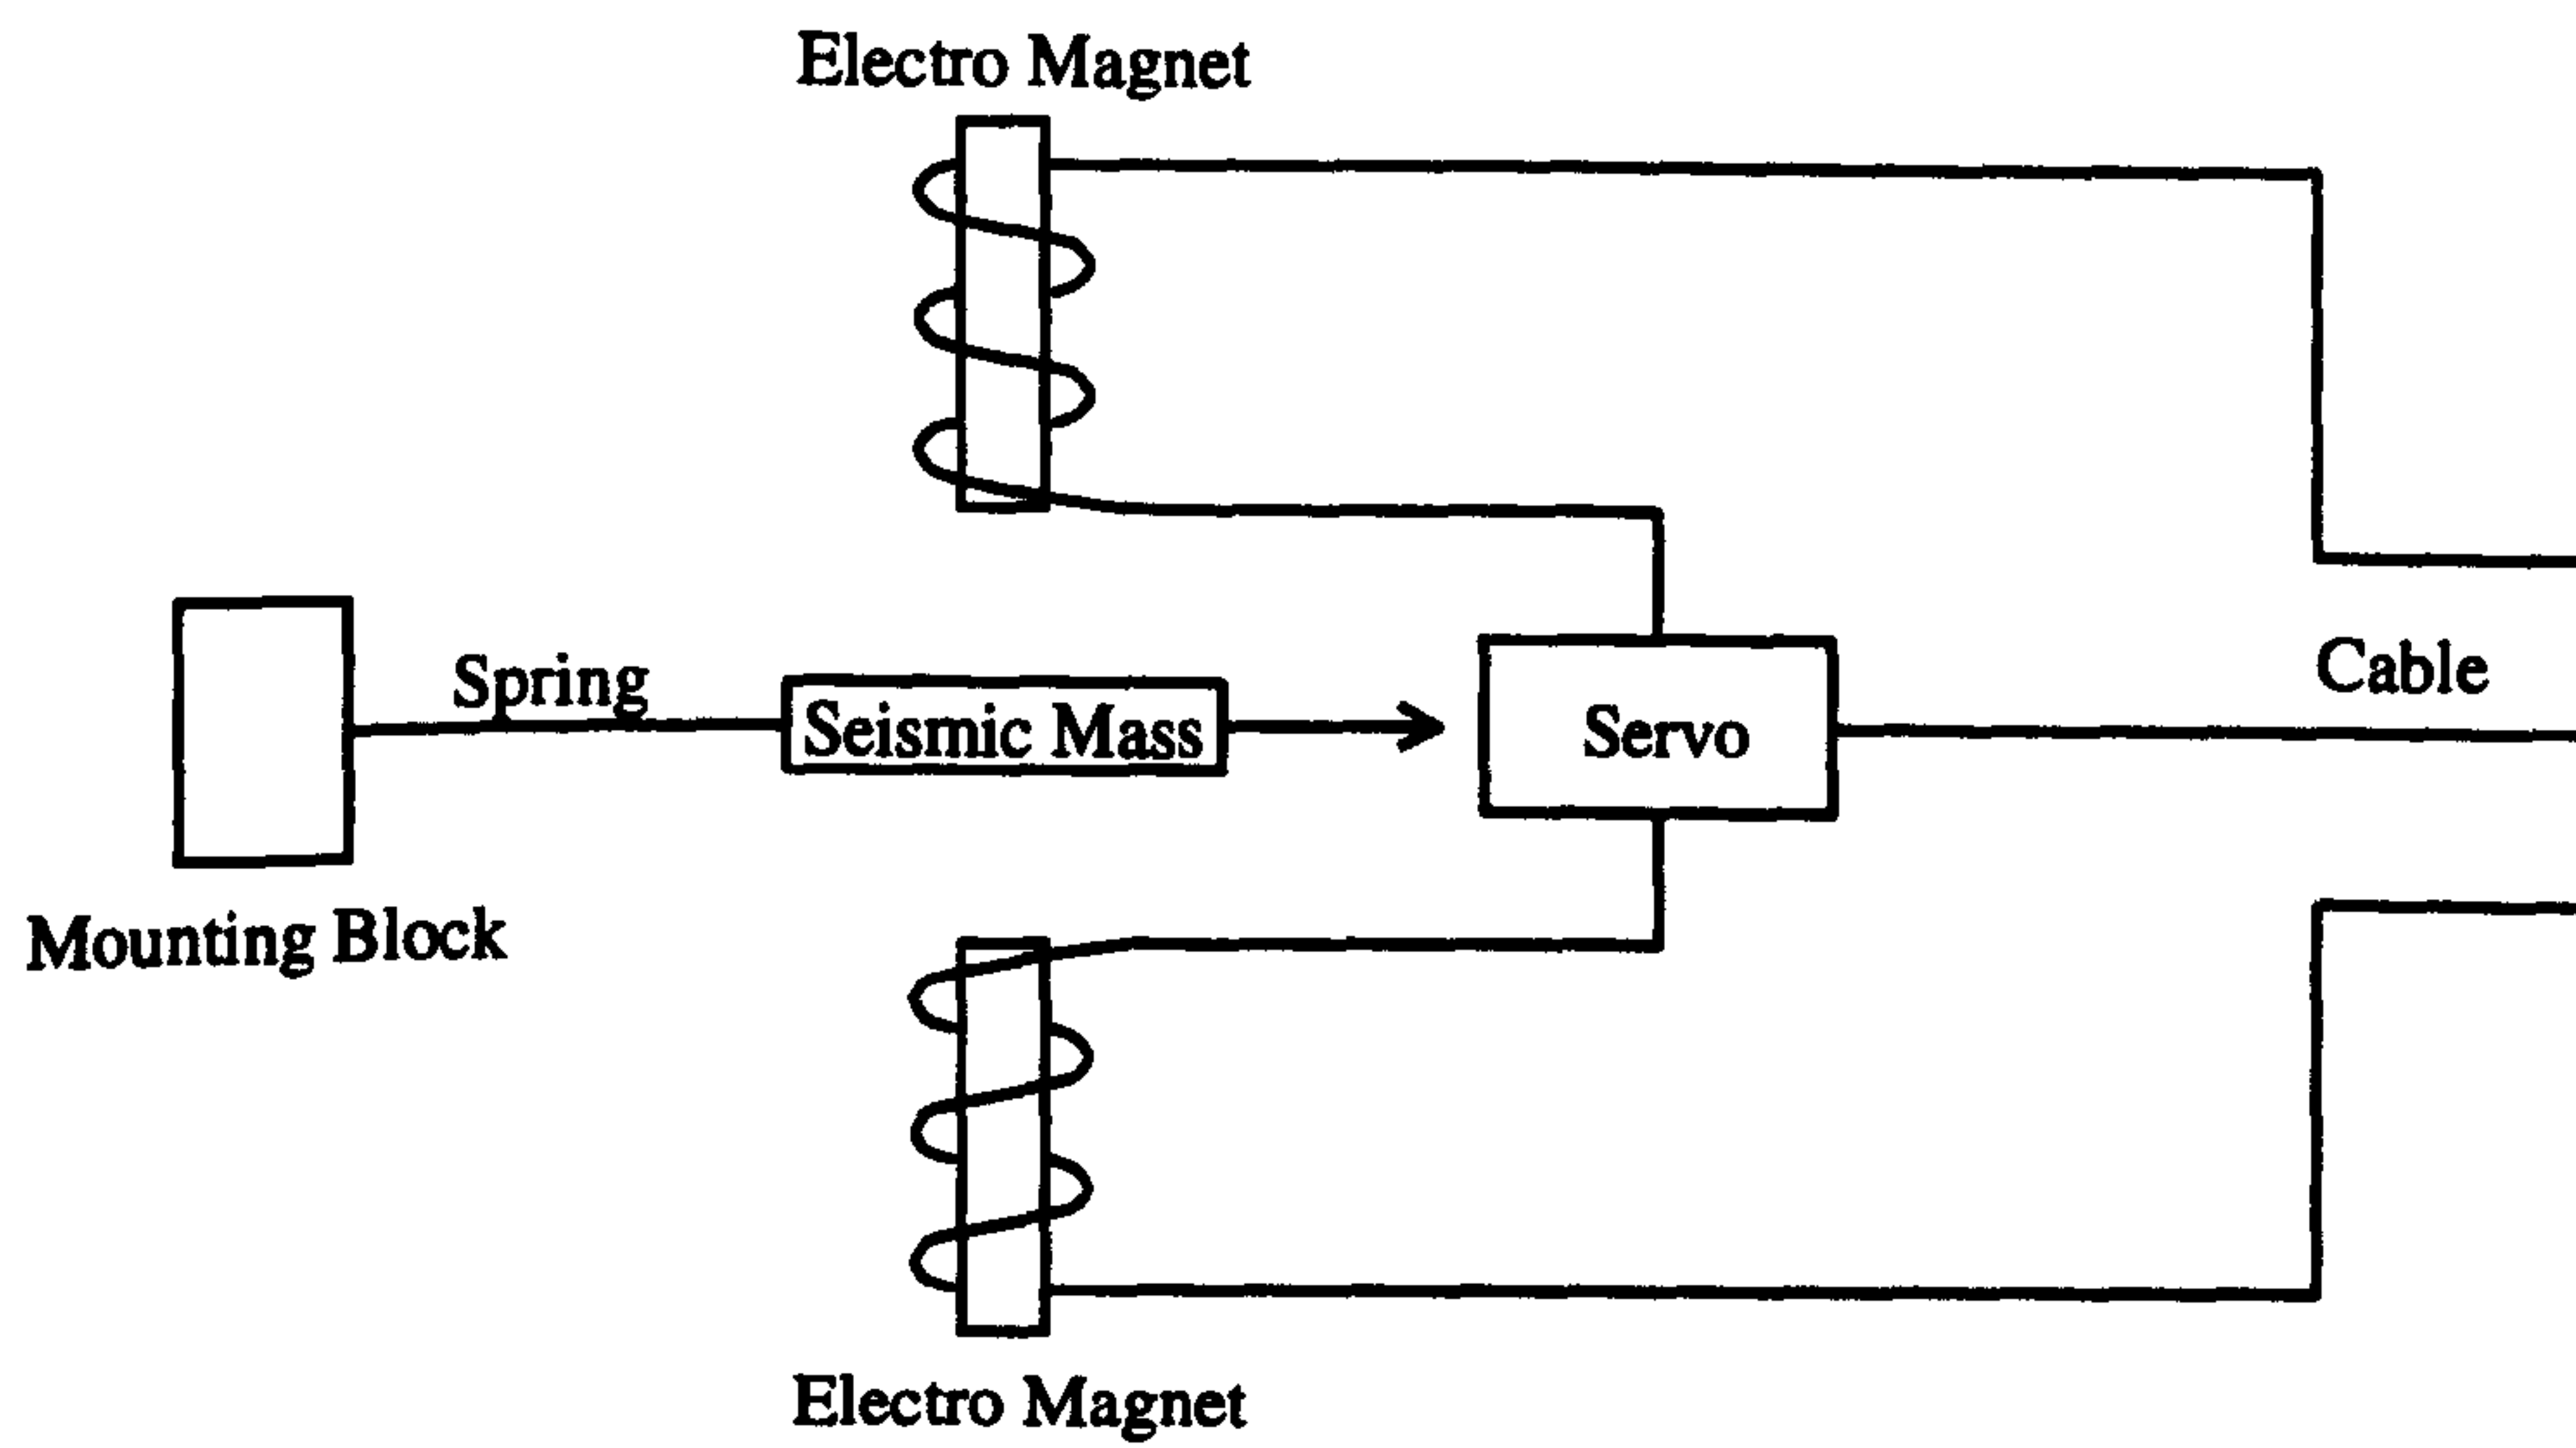 Electro Magnet
Spring
Seismic Mass
Servo
Cable
Mounting Block
Electro Magnet